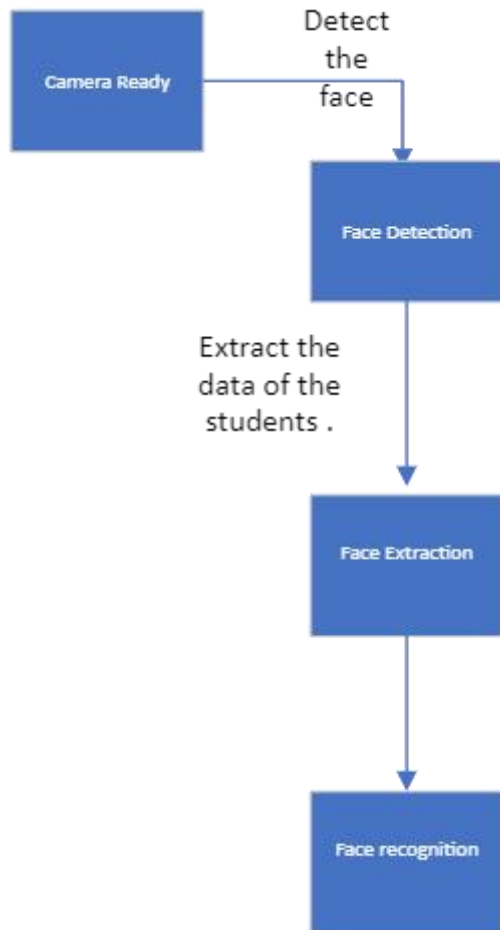 Detect
the
face
Camera Ready
Face Detection
Extract the
data of the
students .
Face Extraction
Face recognition